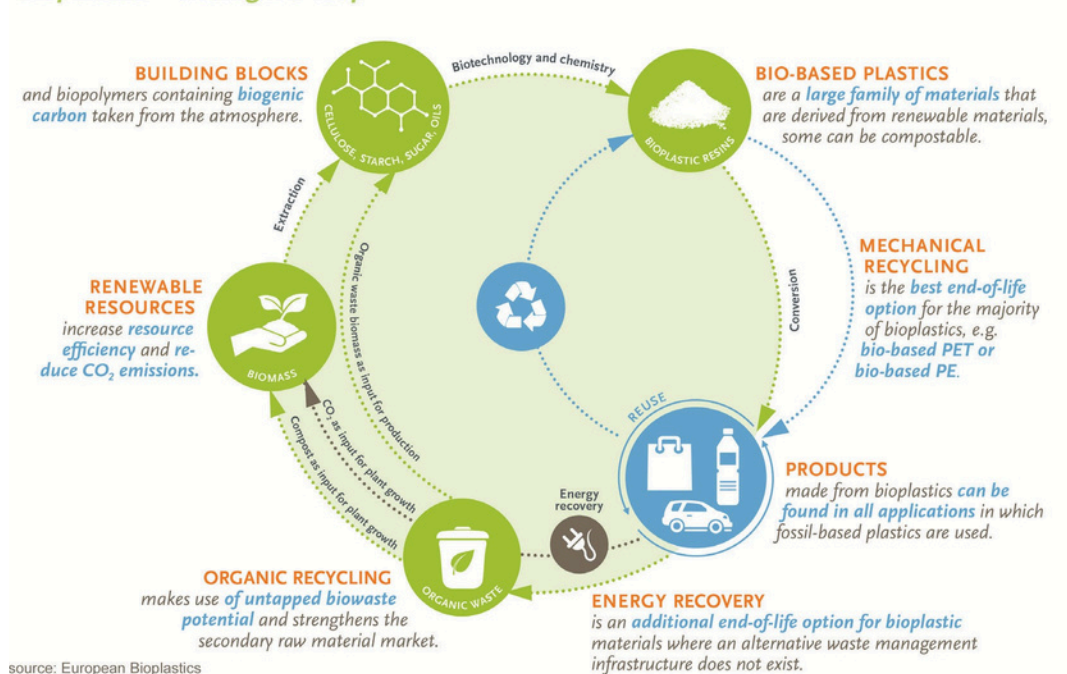 Biotechnology and chemistry
BUILDING BLOCKS
and biopolymers containing biogenic
carbon taken from the atmosphere.
CELLULOSE, STARCH, SUGAR, OILS
BIOPLASTIC RESINS
BIO-BASED PLASTICS
are a large family of materials that
are derived from renewable materials,
some can be compostable.
Extraction
Organic waste biomass as input for production
Conversion
MECHANICAL
RECYCLING
is the best end-of-life
option for the majority
of bioplastics, e.g.
bio-based PET or
bio-based PE.
RENEWABLE
RESOURCES
increase resource
efficiency and re-
duce CO₂ emissions.
BIOMASS
CO₂ as input for plant growth
Compost as input for plant growth
REUSE
PRODUCTS
made from bioplastics can be
found in all applications in which
fossil-based plastics are used.
Energy
recovery
ORGANIC WASTE
ORGANIC RECYCLING
makes use of untapped biowaste
potential and strengthens the
secondary raw material market.
ENERGY RECOVERY
is an additional end-of-life option for bioplastic
materials where an alternative waste management
infrastructure does not exist.
source: European Bioplastics